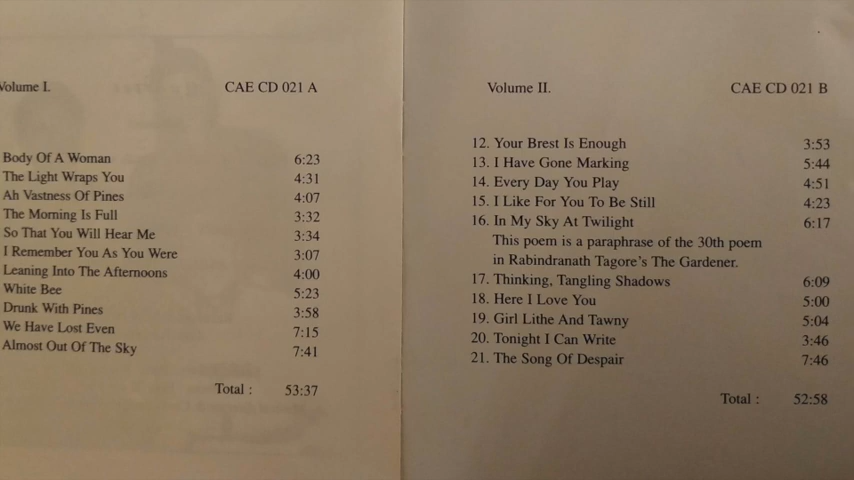 Volume I. CAE CD 021 A
Body Of A Woman 6:23
The Light Wraps You 4:31
Ah Vastness Of Pines 4:07
The Morning Is Full 3:32
So That You Will Hear Me 3:34
I Remember You As You Were 3:07
Leaning Into The Afternoons 4:00
White Bee 5:23
Drunk With Pines 3:58
We Have Lost Even 7:15
Almost Out Of The Sky 7:41
Total : 53:37
Volume II. CAE CD 021 B
12. Your Brest Is Enough 3:53
13. I Have Gone Marking 5:44
14. Every Day You Play 4:51
15. I Like For You To Be Still 4:23
16. In My Sky At Twilight 6:17
This poem is a paraphrase of the 30th poem
in Rabindranath Tagore's The Gardener.
17. Thinking, Tangling Shadows 6:09
18. Here I Love You 5:00
19. Girl Lithe And Tawny 5:04
20. Tonight I Can Write 3:46
21. The Song Of Despair 7:46
Total : 52:58